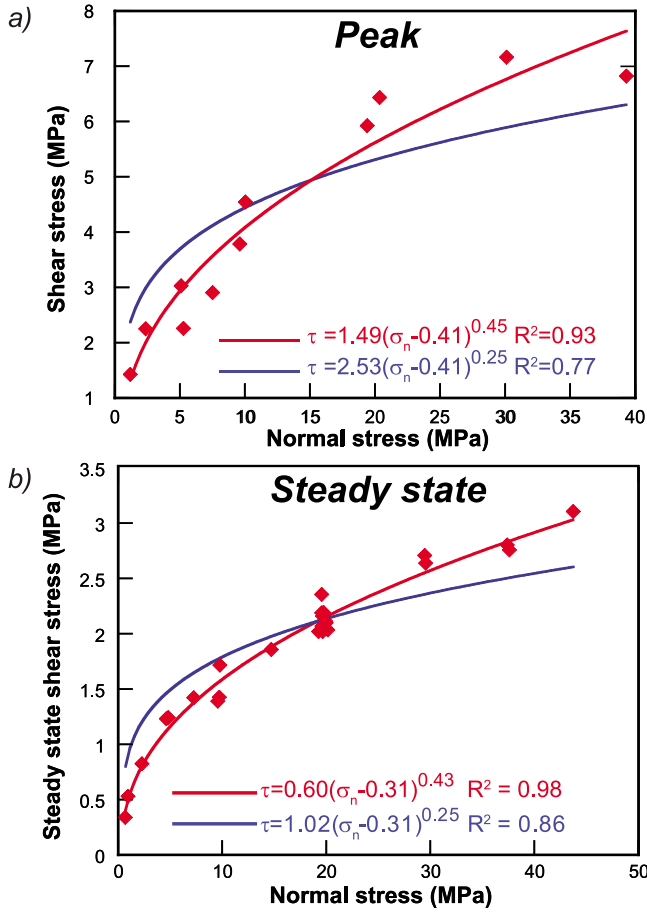 a)
Peak
8
7
6
5
4
3
2
1
Shear stress (MPa)
τ =1.49(σn-0.41)^0.45 R²=0.93
τ =2.53(σn-0.41)^0.25 R²=0.77
0 5 10 15 20 25 30 35 40
Normal stress (MPa)
b)
Steady state
3.5
3
2.5
2
1.5
1
0.5
0
Steady state shear stress (MPa)
τ=0.60(σn-0.31)^0.43 R² = 0.98
τ=1.02(σn-0.31)^0.25 R² = 0.86
0 10 20 30 40 50
Normal stress (MPa)